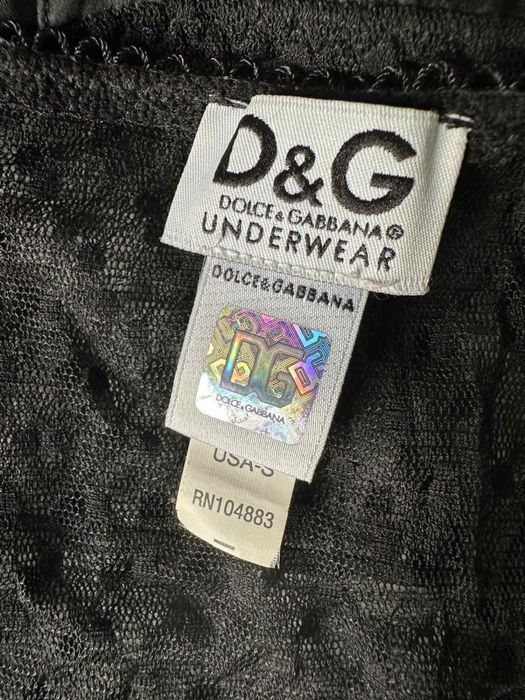 D&G
DOLCE & GABBANA®
UNDERWEAR
DOLCE&GABBANA
DG
DOLCE&GABBANA
USA-S
RN104883